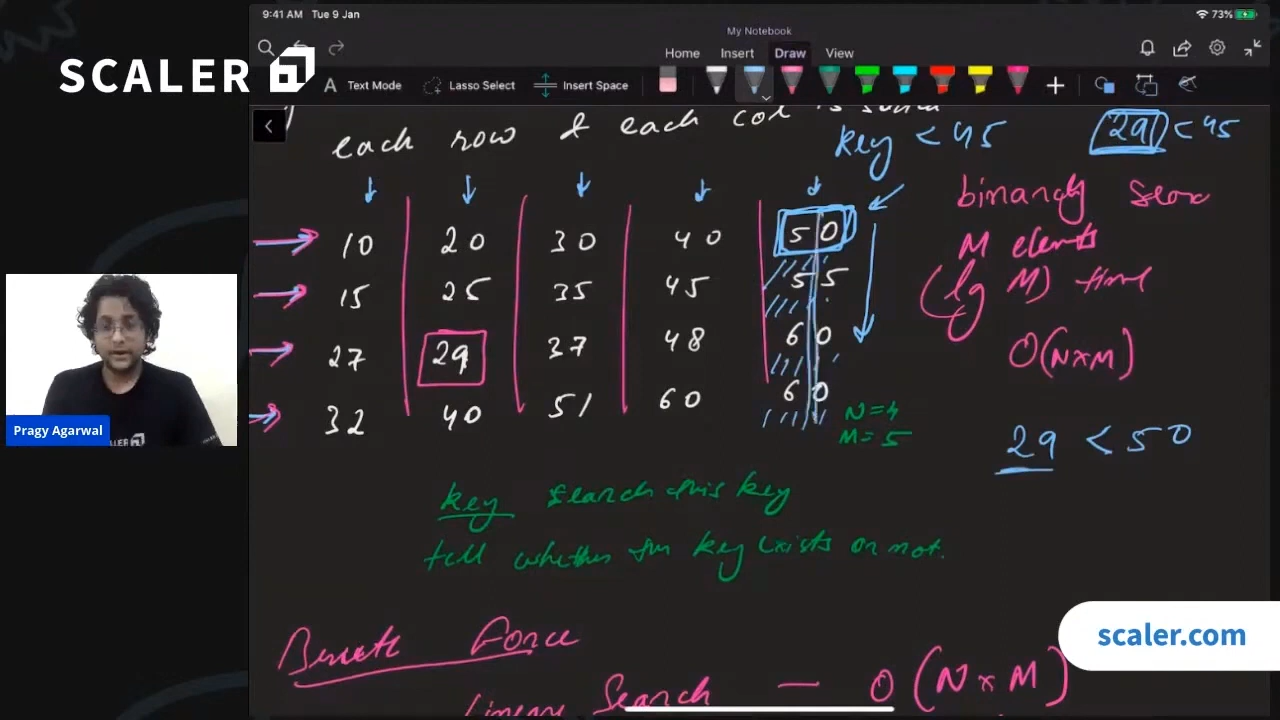 9:41 AM Tue 9 Jan
73%
My Notebook
SCALER
Home Insert Draw View
A Text Mode Lasso Select Insert Space
each row & each col is
key < 45
29 < 45
10 20 30 40 50
15 25 35 45 55
27 29 37 48 60
32 40 51 60 60
N=4
M=5
binary
M elements
(lg M) time
O(N×M)
29 < 50
key search this key
tell whether the key exists or not.
Pragy Agarwal
SCALER
Brute Force
Linear Search — O(N×M)
scaler.com